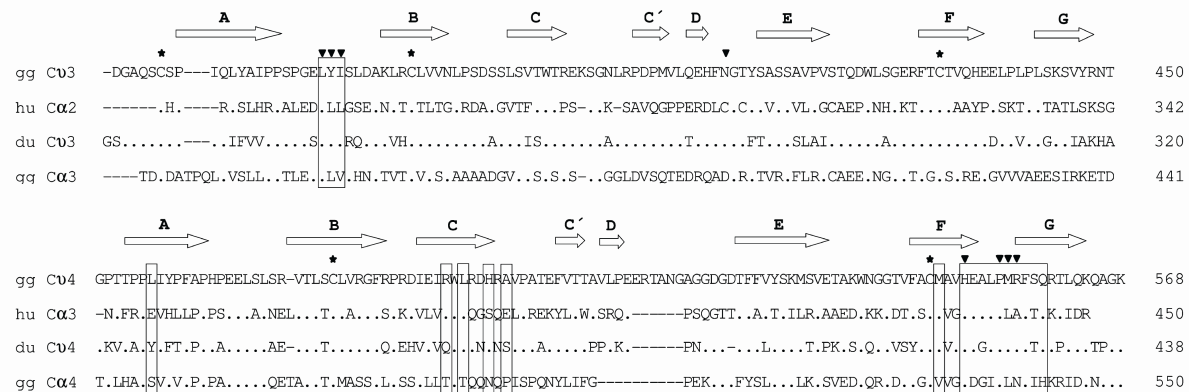 A B C C´ D E F G
gg Cυ3 -DGAQSCSP---IQLYAIPPSPGELYISLDAKLRCLVVNLPSDSSLSVTWTREKSGNLRPDPMVLQEHFNGTYSASSAVPVSTQDWLSGERFTCTVQHEELPLPLSKSVYRNT 450
hu Cα2 ------.H.---R.SLHR.ALED.LLGSE.N.T.TLTG.RDA.GVTF...PS-.K-SAVQGPPERDLC.C..V..VL.GCAEP.NH.KT....AAYP.SKT..TATLSKSG 342
du Cυ3 GS.......---..IFVV....S...RQ..VH.........A..IS.......A........T......FT..SLAI.....A...........D..V..G..IAKHA 320
gg Cα3 ----TD.DATPQL.VSLL..TLE..LV.HN.TVT.V.S.AAAADGV..S.S.S-GGLDVSQTEDRQAD.R.TVR.FLR.CAEE.NG..T.G.S.RE.GVVVAEESIRKETD 441
A B C C´ D E F G
gg Cυ4 GPTTPPLIYPFAPHPEELSLSR-VTLSCLVRGFRPRDIEIRWLRDHRAVPATEFVTTAVLPEERTANGAGGDGDTFFVYSKMSVETAKWNGGTVFACMAVHEALPMRFSQRTLQKQAGK 568
hu Cα3 -N.FR.EVHLLP.PS...A.NEL...T..A...S.K.VLV...QGSQEL.REKYL.W.SRQ.------PSQGTT..A.T.ILR.AAED.KK.DT.S..VG.....LA.T.K.IDR 450
du Cυ4 .KV.A.Y.FT.P..A.....AE-...T.....Q.EHV.VQ...N.NS...A....PP.K.------PN...-...L....T.PK.S.Q..VSY..V....G.....T..P...TP.. 438
gg Cα4 T.LHA.SV.V.P.PA....QETA..T.MASS.L.SS.LLT.TQQNQPISPQNYLIFG----------PEK...FYSL.KVS.VED.QR.D..G.VVG.DGIL.NIHKRID.N.. 550